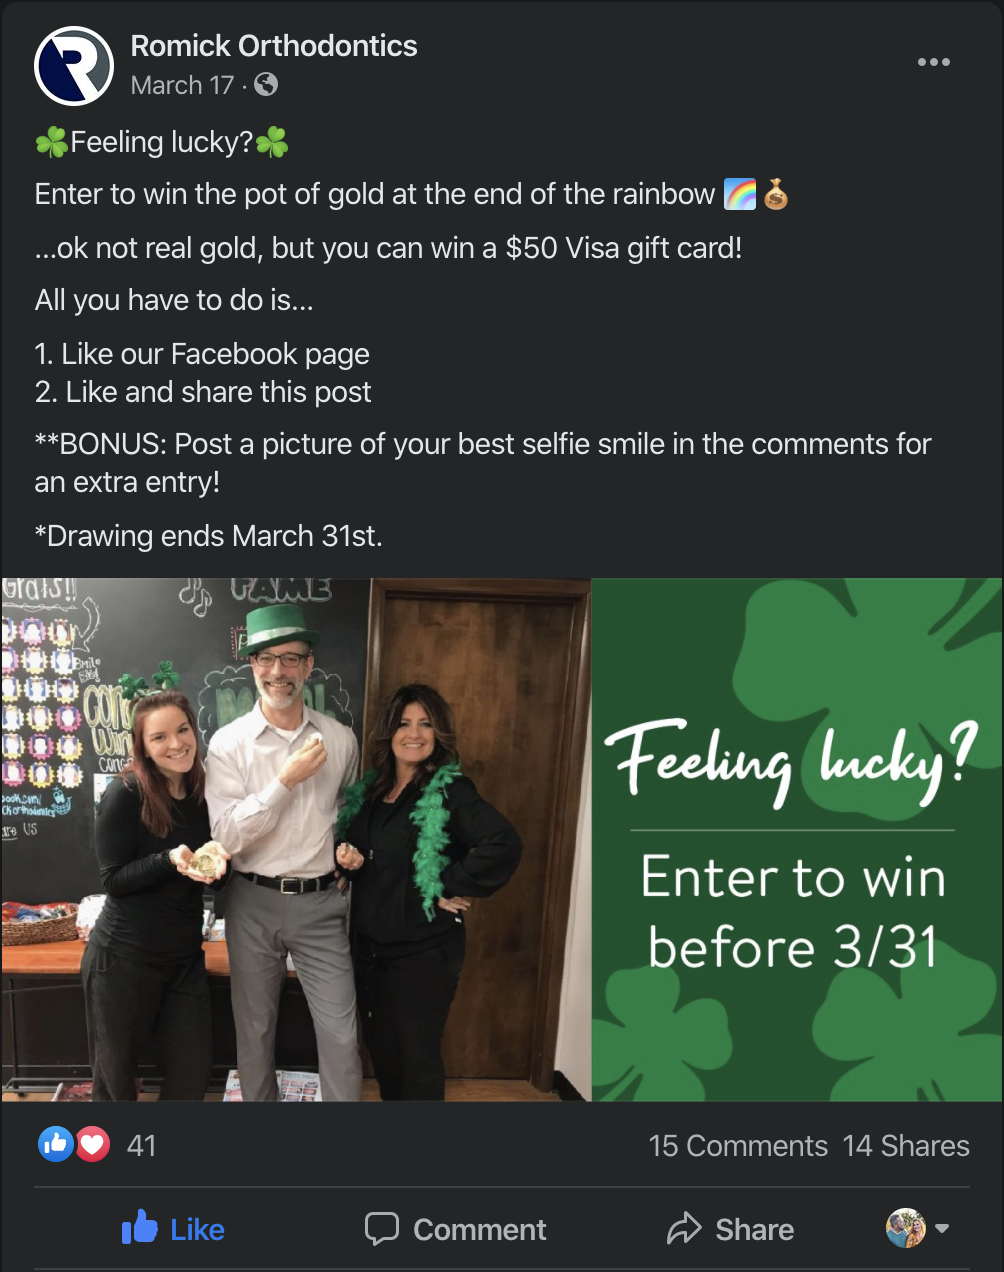 Romick Orthodontics
March 17 ·
☘️Feeling lucky?☘️
Enter to win the pot of gold at the end of the rainbow 🌈💰
...ok not real gold, but you can win a $50 Visa gift card!
All you have to do is...
1. Like our Facebook page
2. Like and share this post
**BONUS: Post a picture of your best selfie smile in the comments for
an extra entry!
*Drawing ends March 31st.
Grats!!
FAME
Smile
US
Feeling lucky?
Enter to win
before 3/31
41
15 Comments 14 Shares
Like
Comment
Share